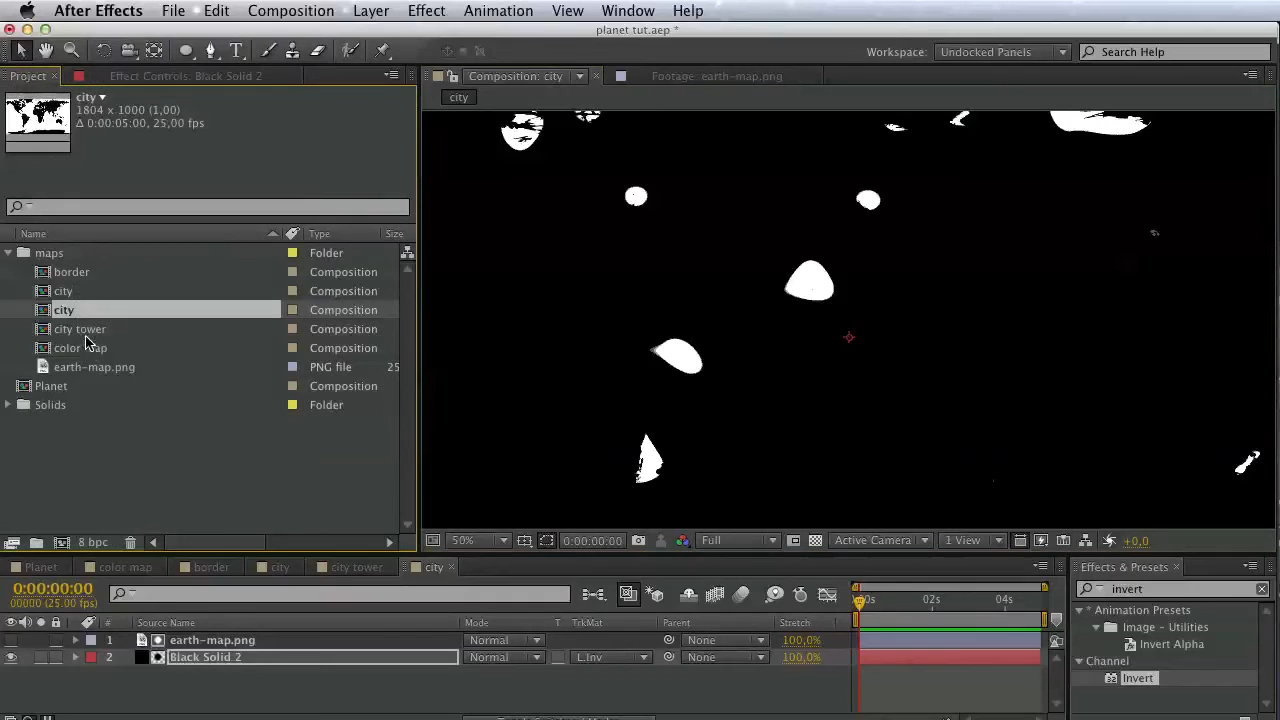 After Effects File Edit Composition Layer Effect Animation View Window Help
planet tut.aep *
Workspace: Undocked Panels Search Help
Project Effect Controls: Black Solid 2 Composition: city Footage: earth-map.png
city
1804 x 1000 (1,00)
Δ 0:00:05:00, 25,00 fps
city
Name Type Size
maps Folder
border Composition
city Composition
city Composition
city tower Composition
color map Composition
earth-map.png PNG file 25
Planet Composition
Solids Folder
8 bpc
50% 0:00:00:00 Full Active Camera 1 View +0,0
Planet color map border city city tower city
Effects & Presets
0:00:00:00
00000 (25.00 fps)
invert
00s 02s 04s
# Source Name Mode T TrkMat Parent Stretch
1 earth-map.png Normal None 100,0%
2 Black Solid 2 Normal L.Inv None 100,0%
* Animation Presets
Image - Utilities
Invert Alpha
Channel
Invert